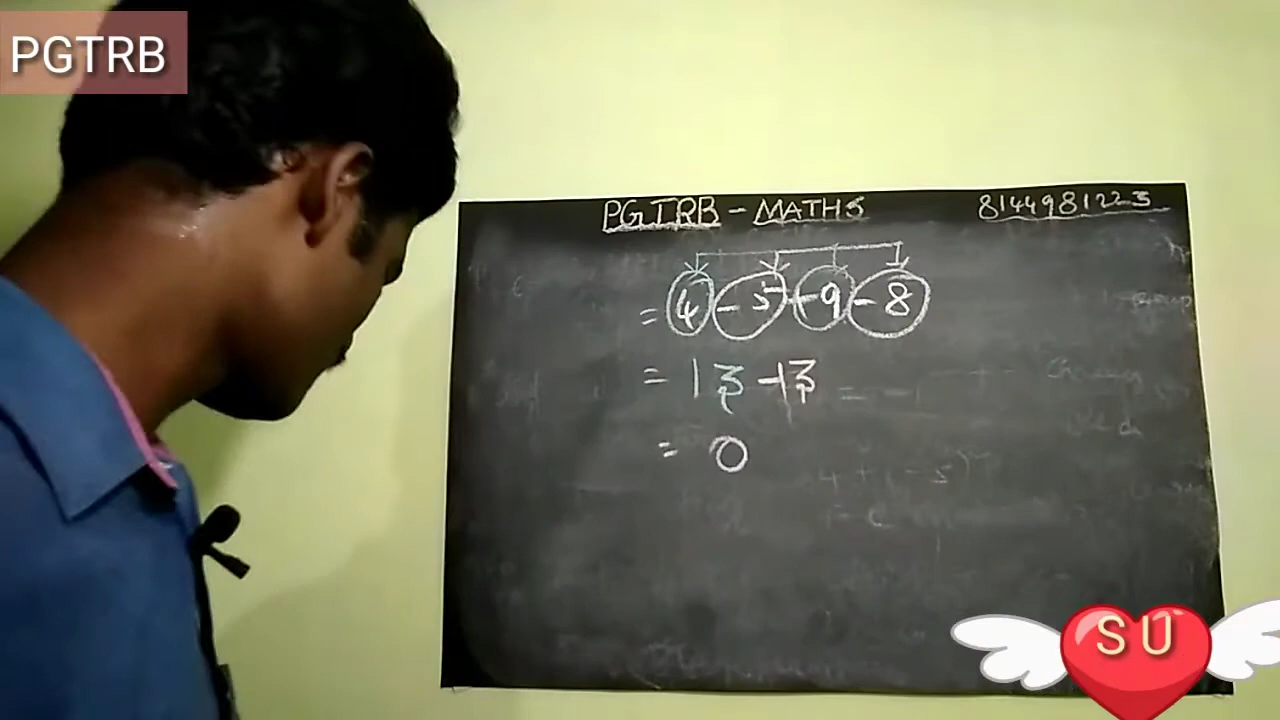 PGTRB
PGTRB - MATHS
8144981223
= 4 - 5 + 9 - 8
= 13 - 13
= 0
SU